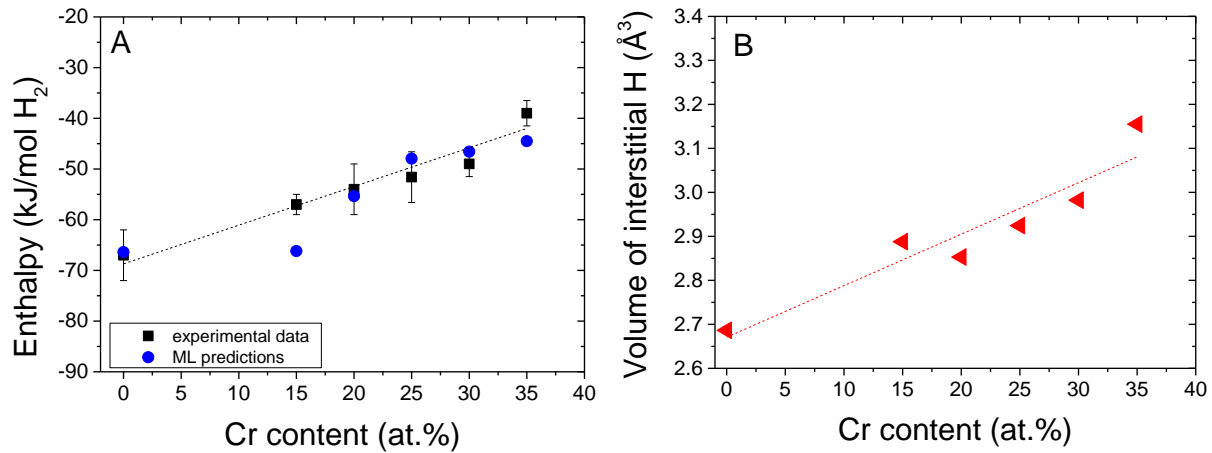 A
Enthalpy (kJ/mol H₂)
-20
-30
-40
-50
-60
-70
-80
-90
experimental data
ML predictions
0 5 10 15 20 25 30 35 40
Cr content (at.%)
B
Volume of interstitial H (Å³)
3.4
3.3
3.2
3.1
3.0
2.9
2.8
2.7
2.6
0 5 10 15 20 25 30 35 40
Cr content (at.%)